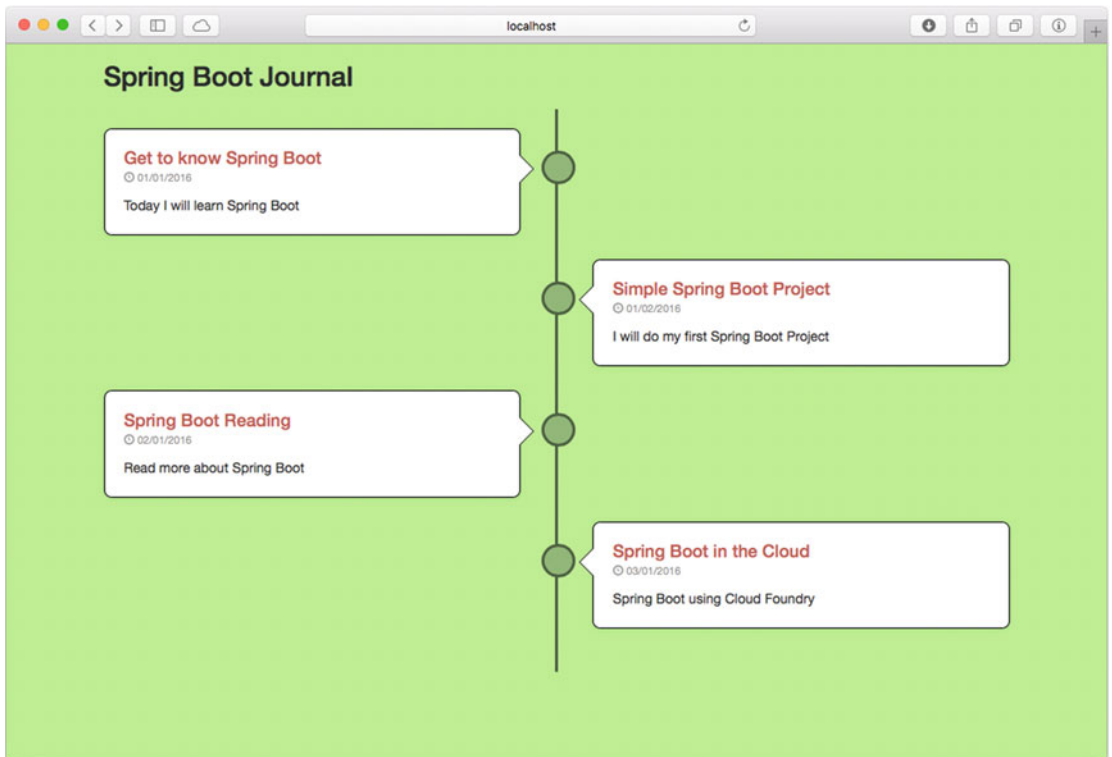 localhost
Spring Boot Journal
Get to know Spring Boot
01/01/2016
Today I will learn Spring Boot
Simple Spring Boot Project
01/02/2016
I will do my first Spring Boot Project
Spring Boot Reading
02/01/2016
Read more about Spring Boot
Spring Boot in the Cloud
03/01/2016
Spring Boot using Cloud Foundry